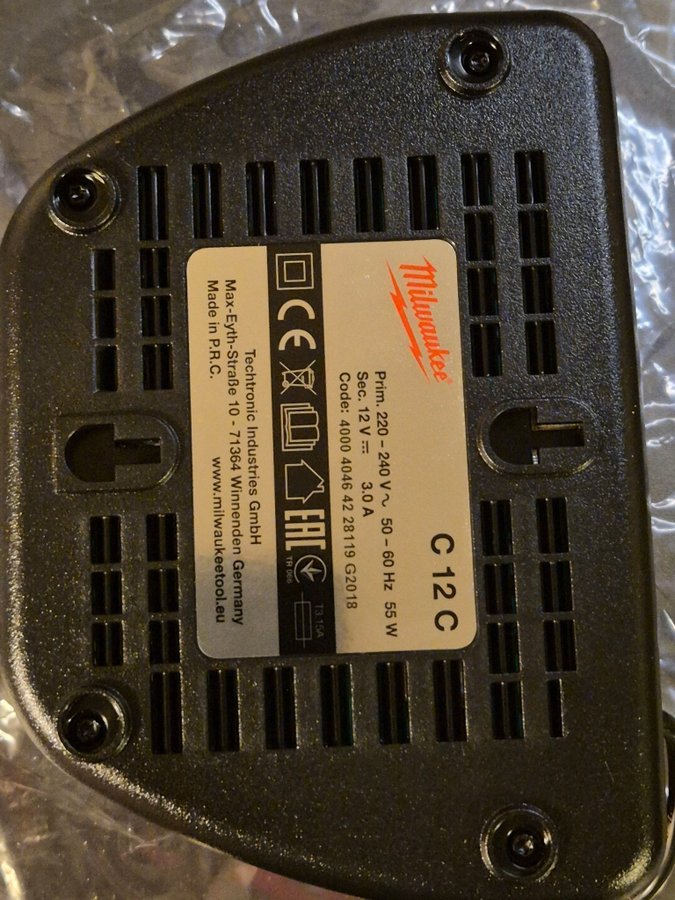 Milwaukee
C 12 C
Prim. 220 – 240 V ~ 50 – 60 Hz 55 W
Sec. 12 V ⎓ 3.0 A
Code: 4000 4046 42 28119 G2018
CE
EAC
TR 066
T3.15A
Techtronic Industries GmbH
Max-Eyth-Straße 10 - 71364 Winnenden Germany
Made in P.R.C. www.milwaukeetool.eu